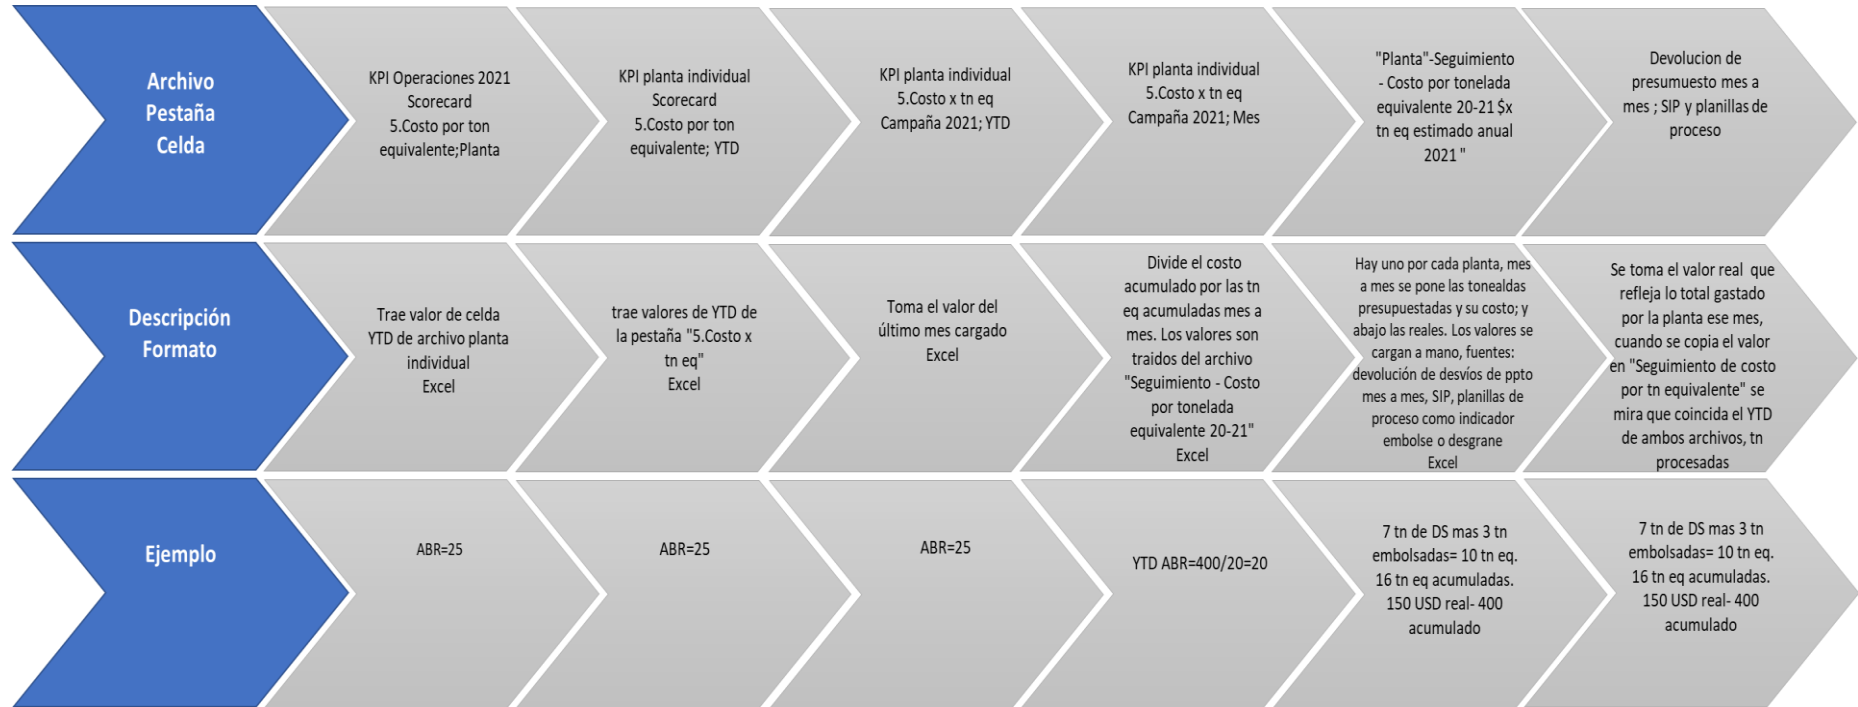 Archivo
Pestaña
Celda
KPI Operaciones 2021
Scorecard
5.Costo por ton
equivalente;Planta
KPI planta individual
Scorecard
5.Costo por ton
equivalente; YTD
KPI planta individual
5.Costo x tn eq
Campaña 2021; YTD
KPI planta individual
5.Costo x tn eq
Campaña 2021; Mes
"Planta"-Seguimiento
- Costo por tonelada
equivalente 20-21 $x
tn eq estimado anual
2021 "
Devolucion de
presumuesto mes a
mes ; SIP y planillas de
proceso
Descripción
Formato
Trae valor de celda
YTD de archivo planta
individual
Excel
trae valores de YTD de
la pestaña "5.Costo x
tn eq"
Excel
Toma el valor del
último mes cargado
Excel
Divide el costo
acumulado por las tn
eq acumuladas mes a
mes. Los valores son
traidos del archivo
"Seguimiento - Costo
por tonelada
equivalente 20-21"
Excel
Hay uno por cada planta, mes
a mes se pone las tonealdas
presupuestadas y su costo; y
abajo las reales. Los valores se
cargan a mano, fuentes:
devolución de desvíos de ppto
mes a mes, SIP, planillas de
proceso como indicador
embolse o desgrane
Excel
Se toma el valor real  que
refleja lo total gastado
por la planta ese mes,
cuando se copia el valor
en "Seguimiento de costo
por tn equivalente" se
mira que coincida el YTD
de ambos archivos, tn
procesadas
Ejemplo
ABR=25
ABR=25
ABR=25
YTD ABR=400/20=20
7 tn de DS mas 3 tn
embolsadas= 10 tn eq.
16 tn eq acumuladas.
150 USD real- 400
acumulado
7 tn de DS mas 3 tn
embolsadas= 10 tn eq.
16 tn eq acumuladas.
150 USD real- 400
acumulado